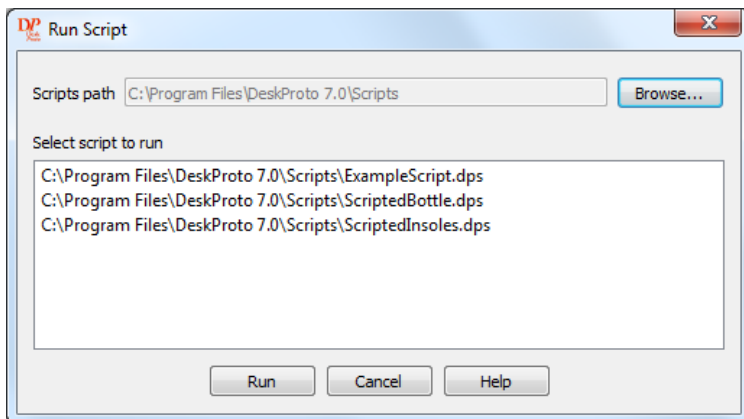 DP Run Script
Scripts path C:\Program Files\DeskProto 7.0\Scripts Browse...
Select script to run
C:\Program Files\DeskProto 7.0\Scripts\ExampleScript.dps
C:\Program Files\DeskProto 7.0\Scripts\ScriptedBottle.dps
C:\Program Files\DeskProto 7.0\Scripts\ScriptedInsoles.dps
Run Cancel Help